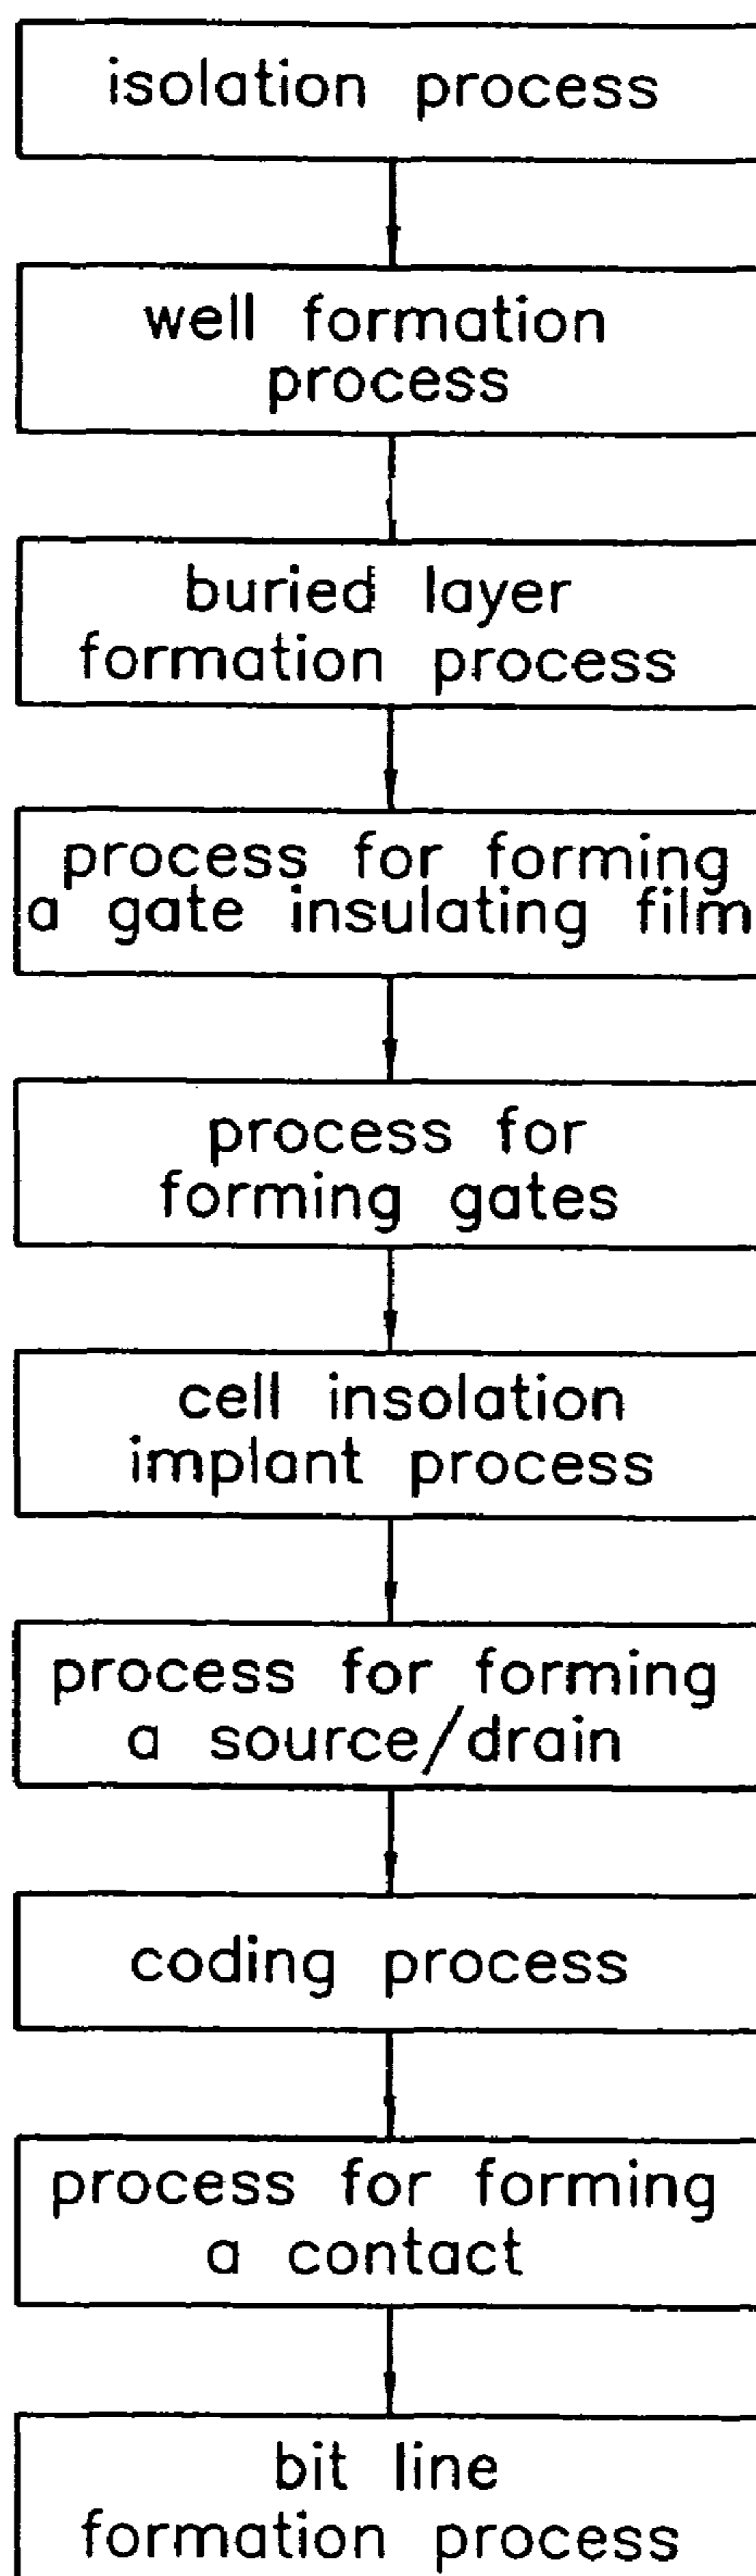 isolation process
well formation
process
buried layer
formation process
process for forming
a gate insulating film
process for
forming gates
cell insolation
implant process
process for forming
a source/drain
coding process
process for forming
a contact
bit line
formation process